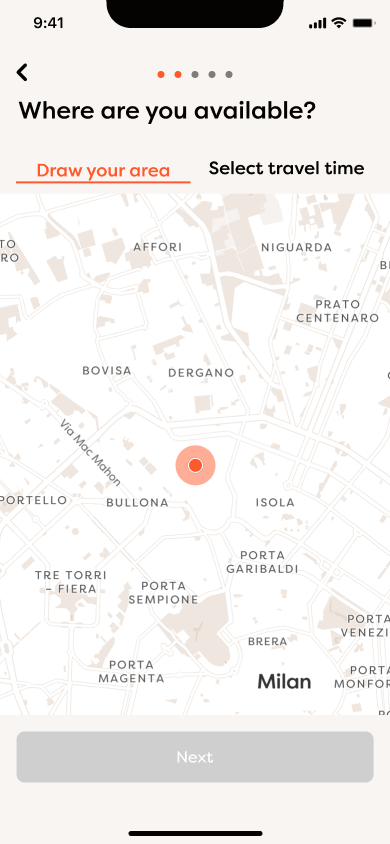 9:41
Where are you available?
Draw your area
Select travel time
AFFORI
NIGUARDA
TO
RO
PRATO
CENTENARO
BOVISA
DERGANO
Via Mac Mahon
PORTELLO
BULLONA
ISOLA
PORTA
GARIBALDI
TRE TORRI
– FIERA
PORTA
SEMPIONE
PORTA
VENEZI
BRERA
PORTA
MAGENTA
PORTA
MONFOR
Milan
Next